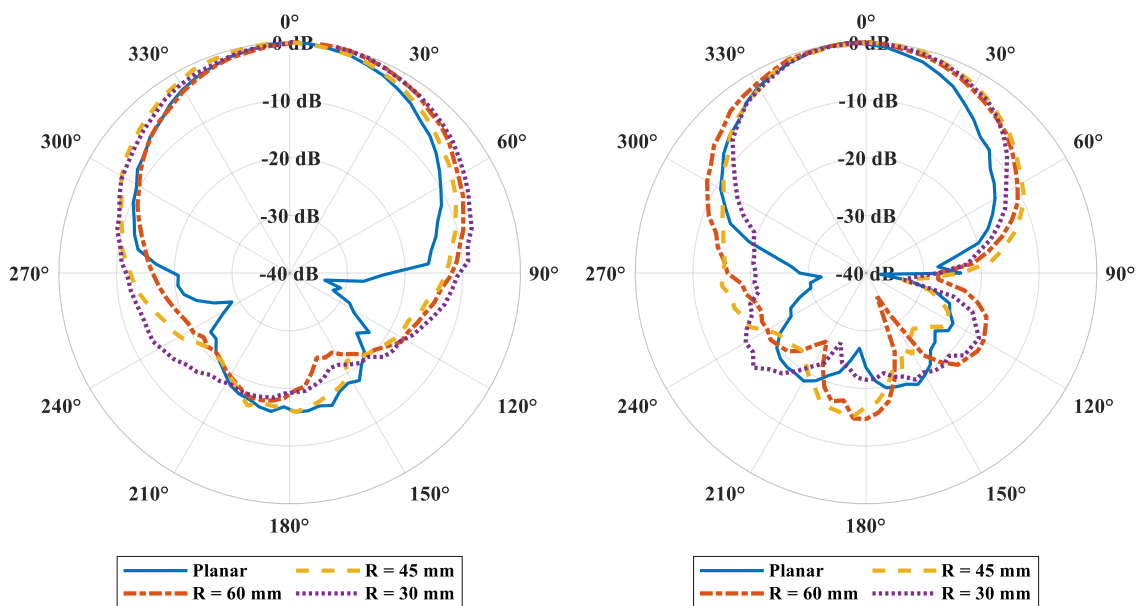 0°
0 dB
330°
30°
-10 dB
300°
60°
-20 dB
-30 dB
270°
-40 dB
90°
240°
120°
210°
150°
180°
Planar
R = 45 mm
R = 60 mm
R = 30 mm
0°
0 dB
330°
30°
-10 dB
300°
60°
-20 dB
-30 dB
270°
-40 dB
90°
240°
120°
210°
150°
180°
Planar
R = 45 mm
R = 60 mm
R = 30 mm